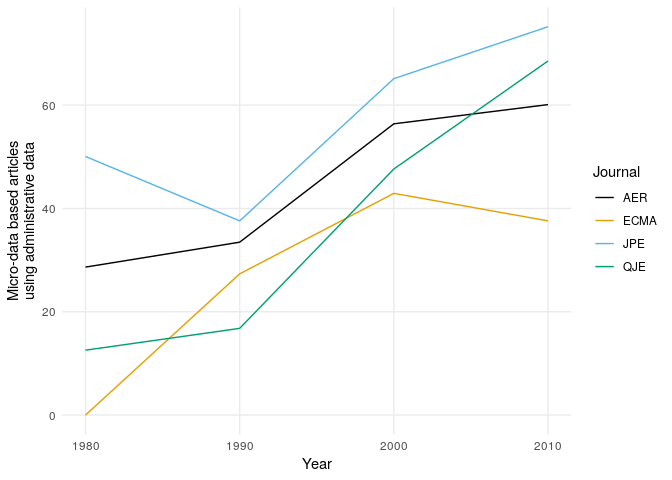 Micro-data based articles
using administrative data
60
40
20
0
1980
1990
2000
2010
Year
Journal
AER
ECMA
JPE
QJE